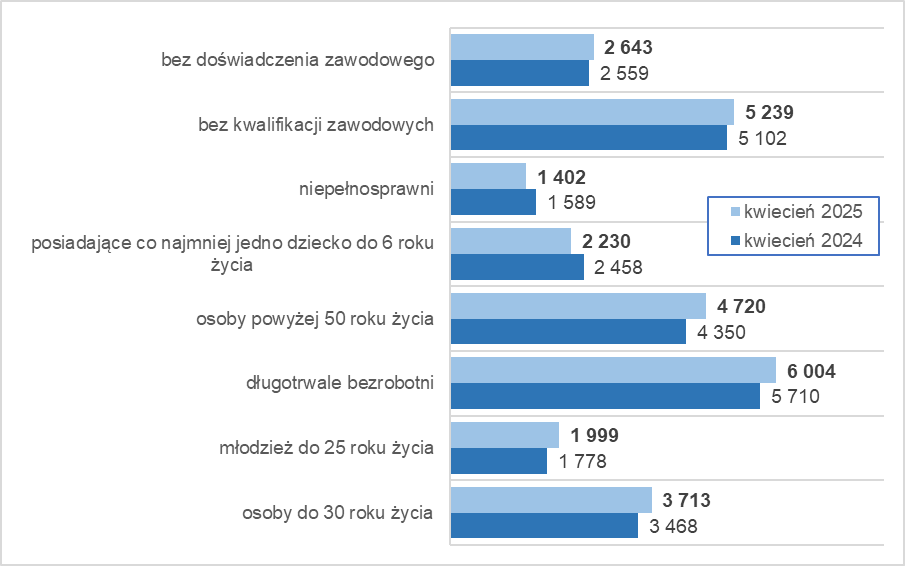 bez doświadczenia zawodowego
2 643
2 559
bez kwalifikacji zawodowych
5 239
5 102
niepełnosprawni
1 402
1 589
kwiecień 2025
kwiecień 2024
posiadające co najmniej jedno dziecko do 6 roku
życia
2 230
2 458
osoby powyżej 50 roku życia
4 720
4 350
długotrwale bezrobotni
6 004
5 710
młodzież do 25 roku życia
1 999
1 778
osoby do 30 roku życia
3 713
3 468